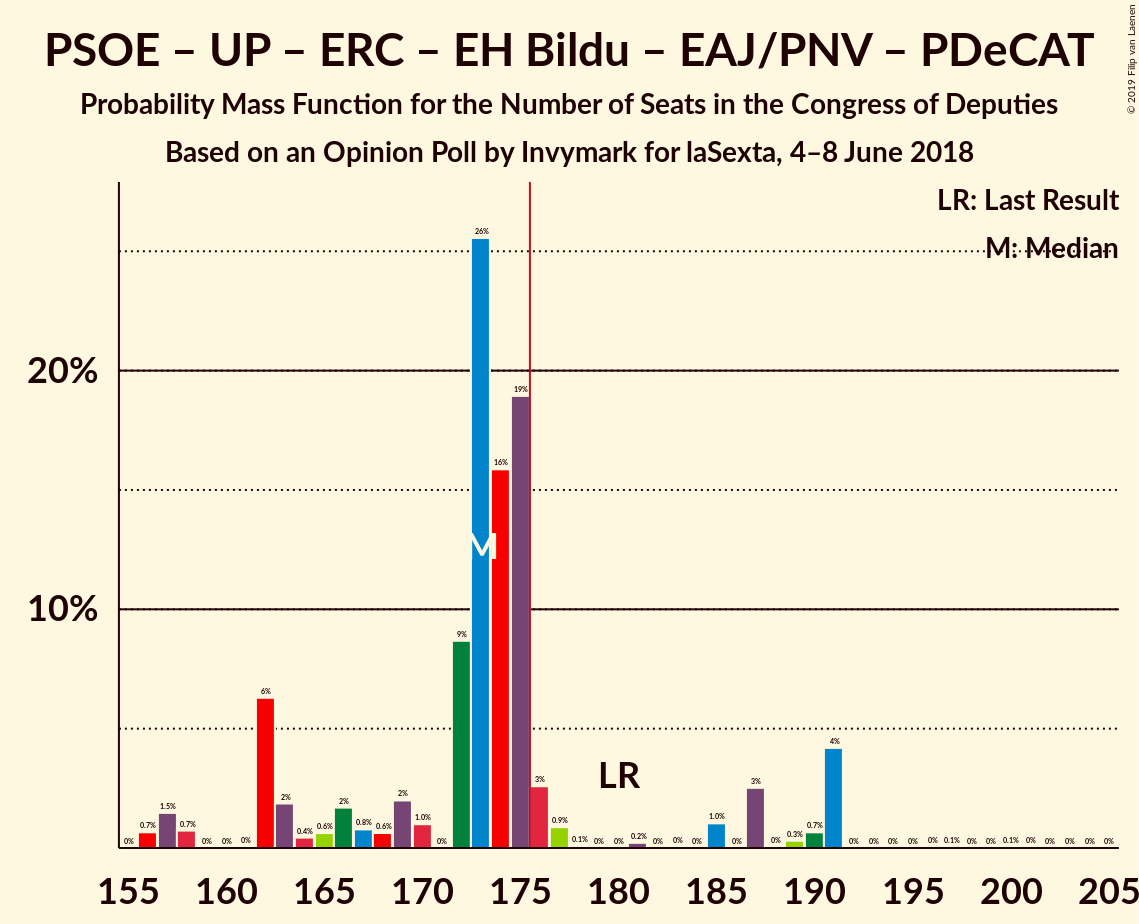 PSOE – UP – ERC – EH Bildu – EAJ/PNV – PDeCAT
Probability Mass Function for the Number of Seats in the Congress of Deputies
Based on an Opinion Poll by Invymark for laSexta, 4–8 June 2018
© 2019 Filip van Laenen
LR: Last Result
M: Median
20%
10%
0% 0.7% 1.5% 0.7% 0% 0% 0% 6% 2% 0.4% 0.6% 2% 0.8% 0.6% 2% 1.0% 0% 9% 26% 16% 19% 3% 0.9% 0.1% 0% 0% 0.2% 0% 0% 0% 1.0% 0% 3% 0% 0.3% 0.7% 4% 0% 0% 0% 0% 0% 0.1% 0% 0% 0.1% 0% 0% 0% 0% 0%
M
LR
155 160 165 170 175 180 185 190 195 200 205